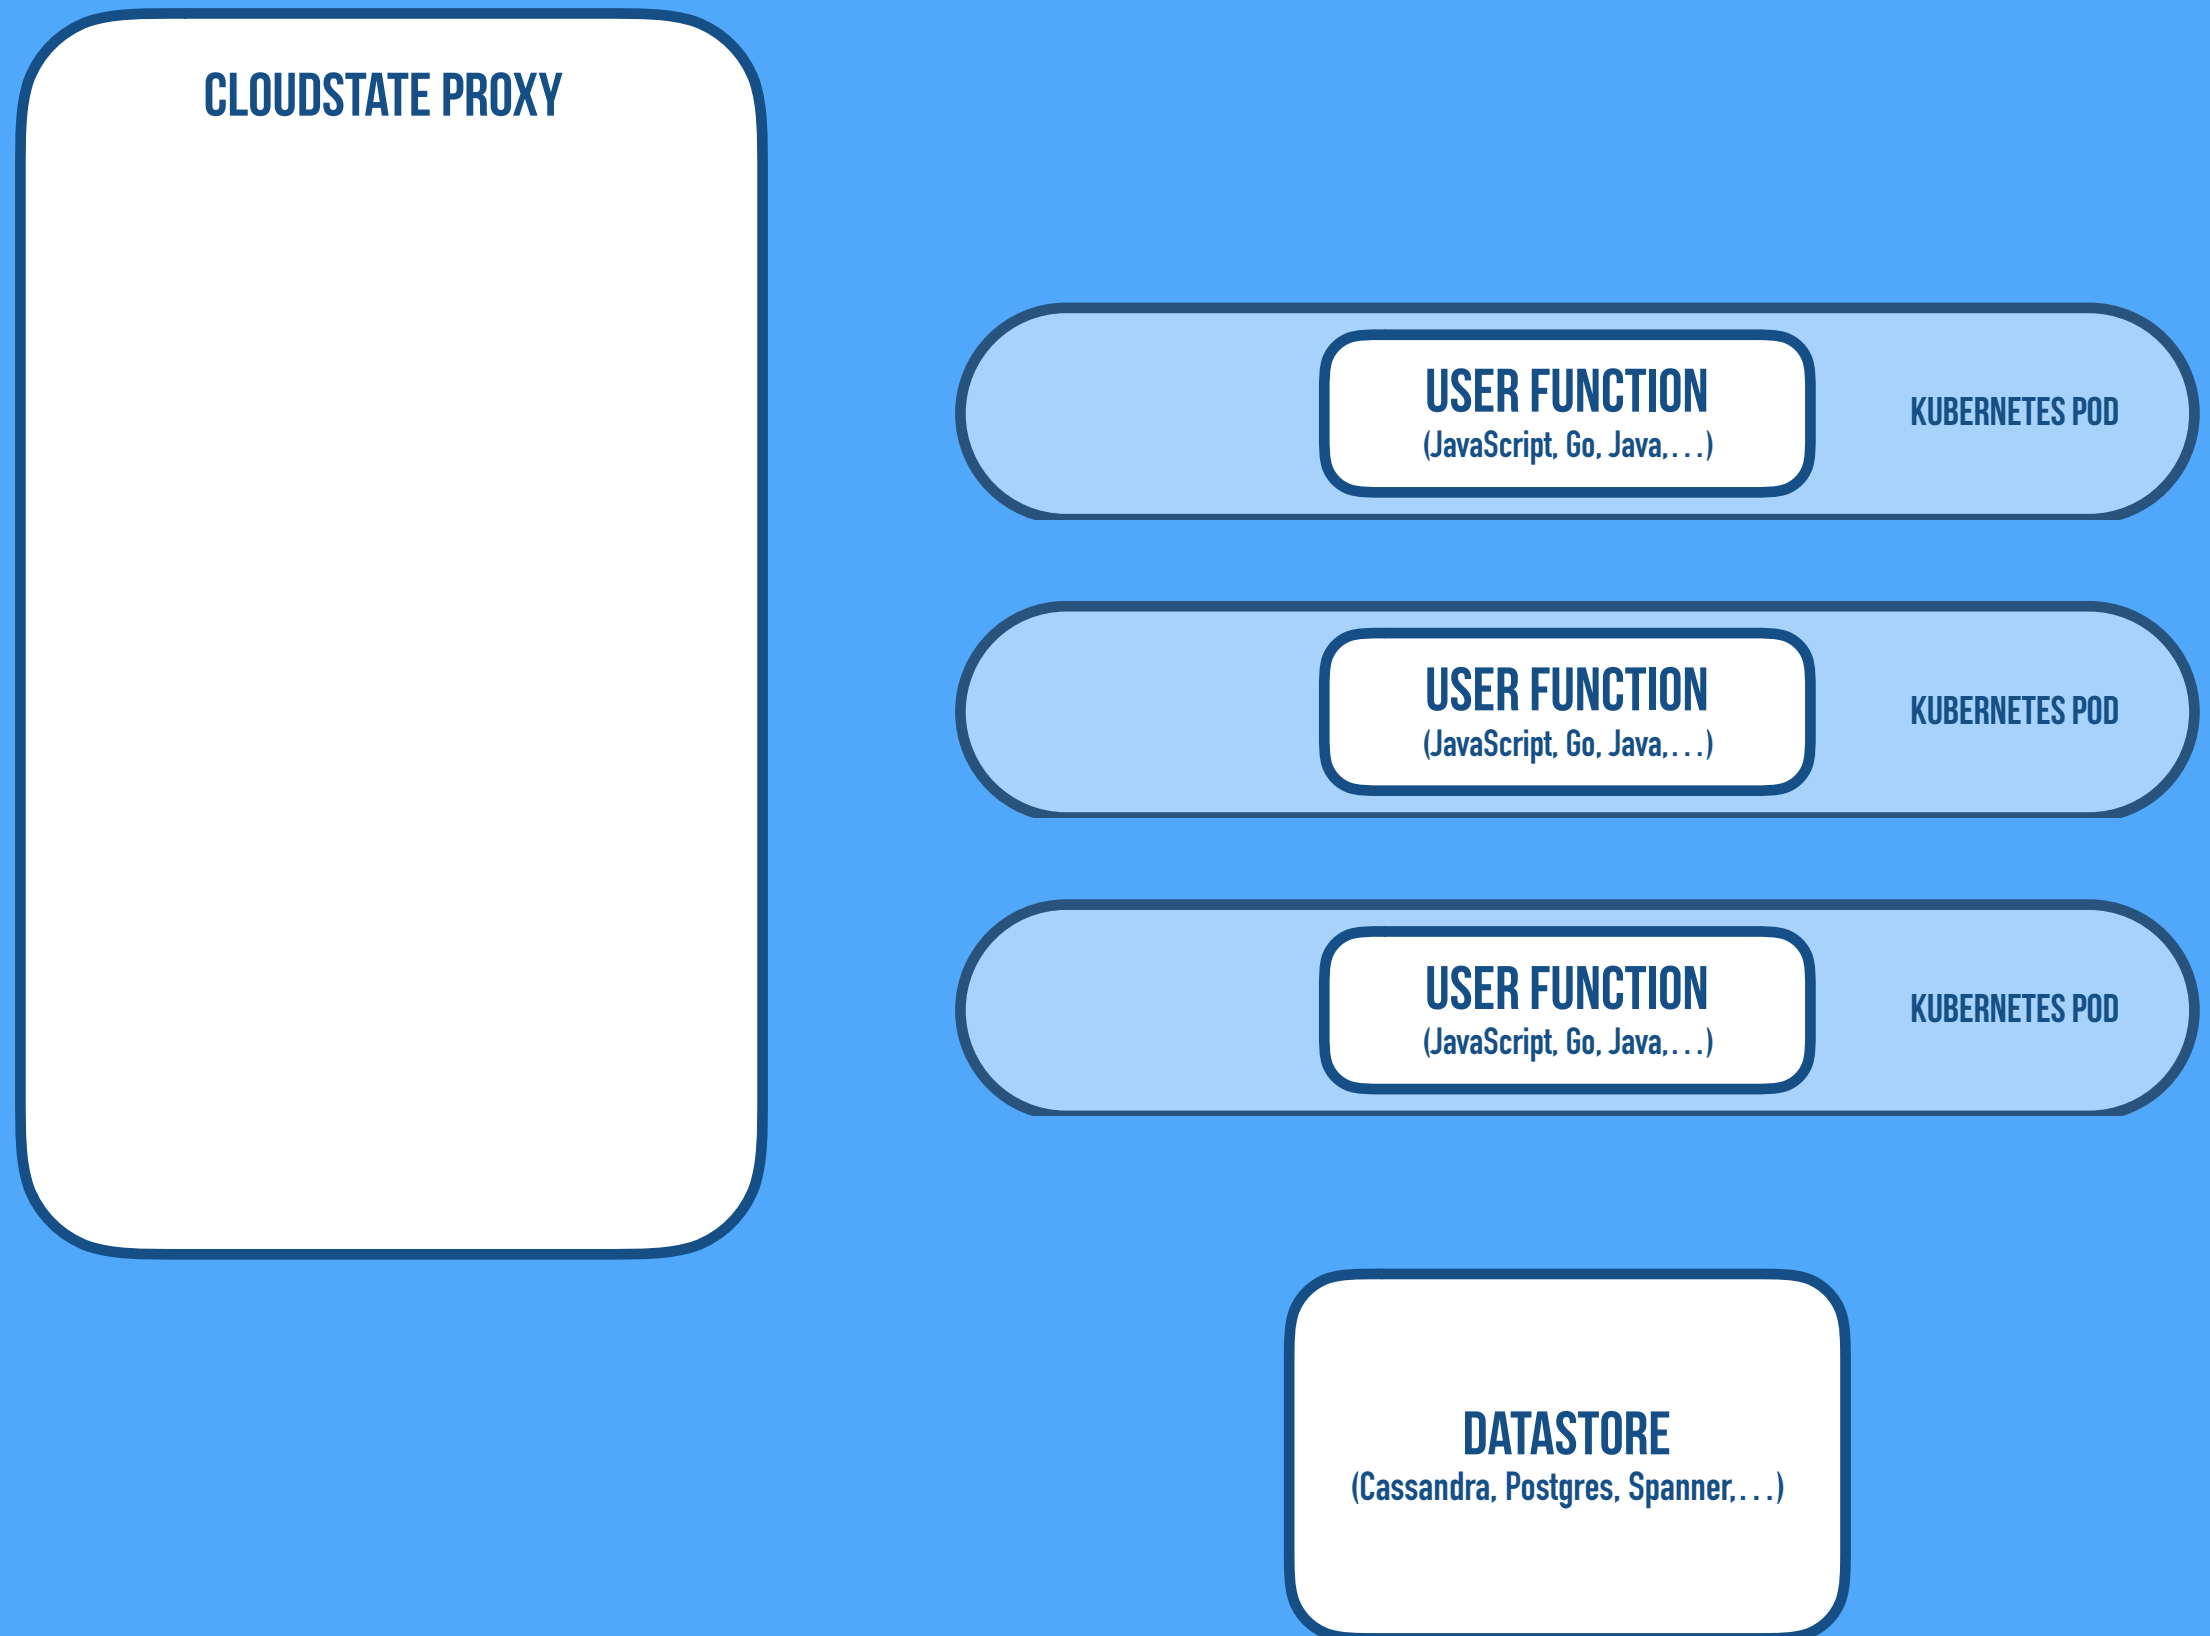 CLOUDSTATE PROXY
USER FUNCTION
(JavaScript, Go, Java,...)
KUBERNETES POD
USER FUNCTION
(JavaScript, Go, Java,...)
KUBERNETES POD
USER FUNCTION
(JavaScript, Go, Java,...)
KUBERNETES POD
DATASTORE
(Cassandra, Postgres, Spanner,...)